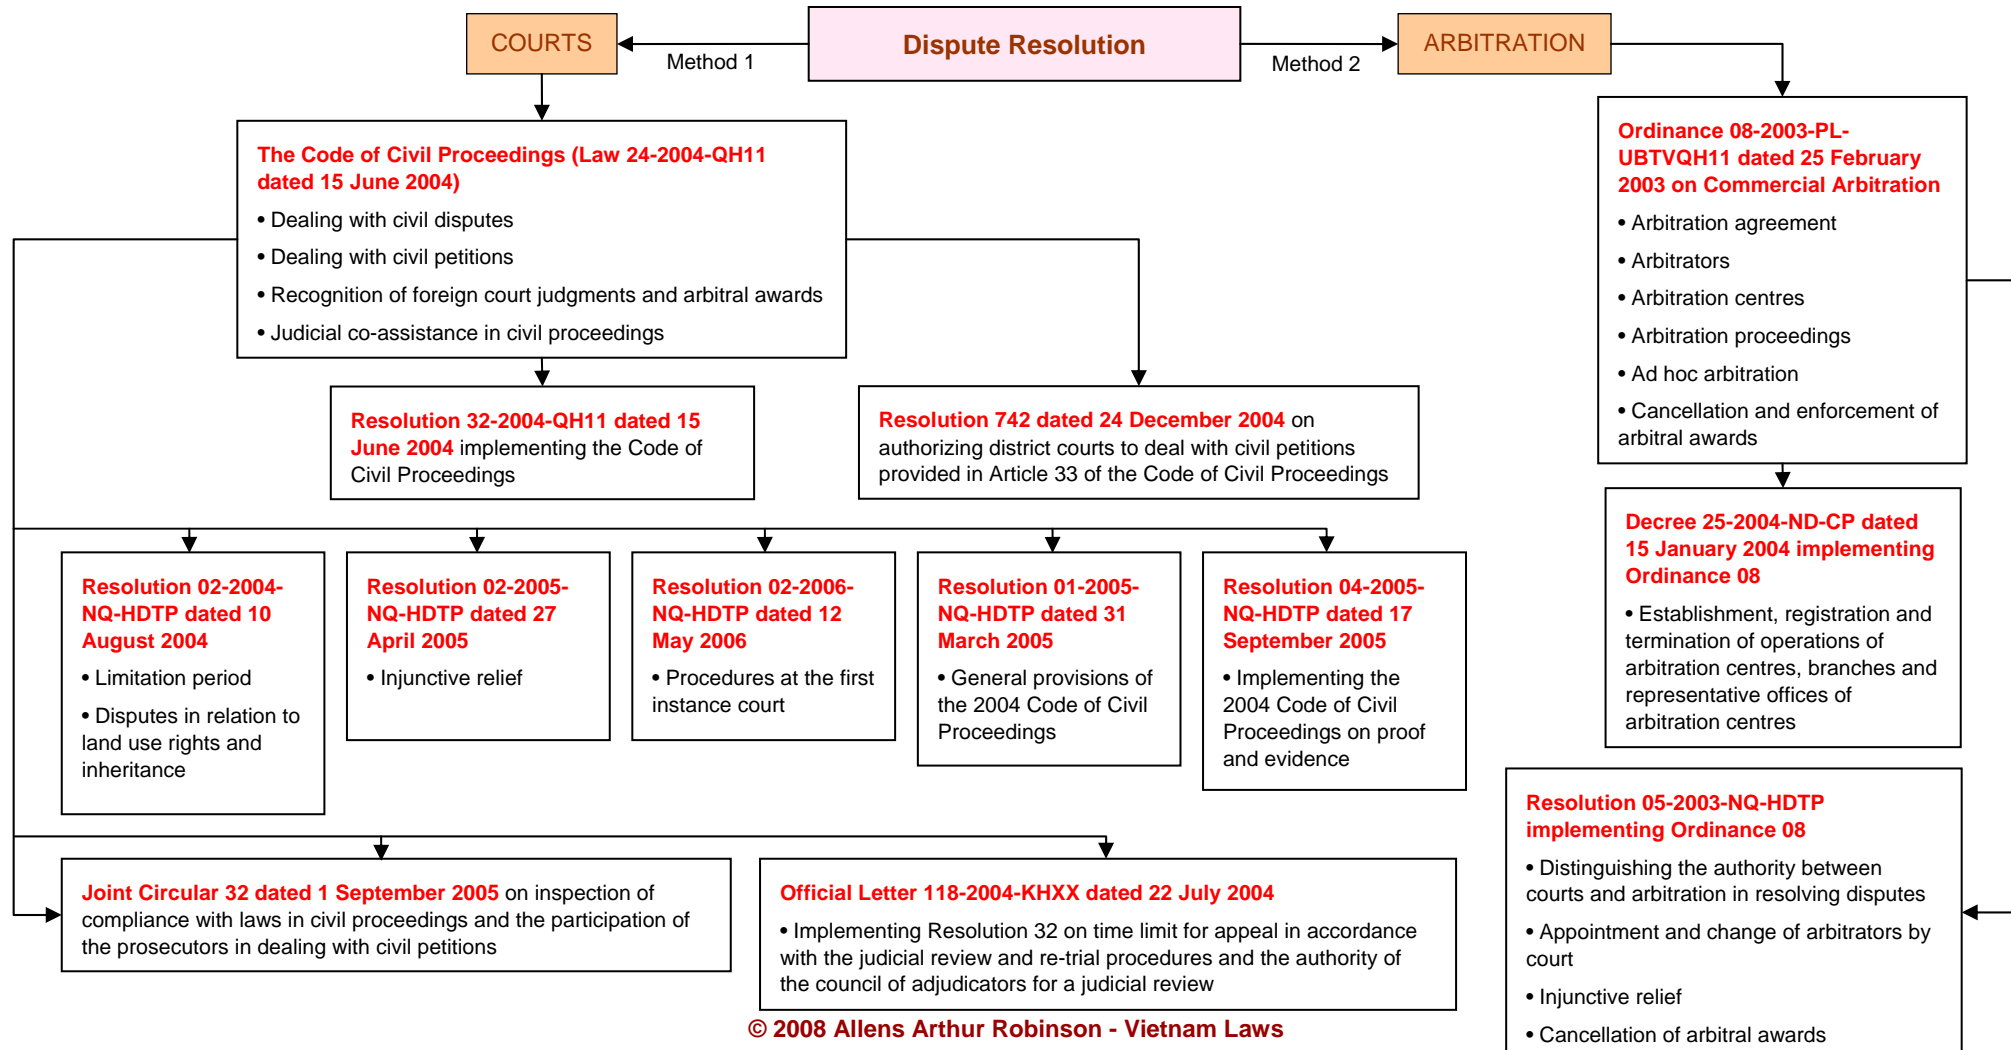 COURTS
Method 1
Dispute Resolution
Method 2
ARBITRATION
The Code of Civil Proceedings (Law 24-2004-QH11
dated 15 June 2004)
• Dealing with civil disputes
• Dealing with civil petitions
• Recognition of foreign court judgments and arbitral awards
• Judicial co-assistance in civil proceedings
Ordinance 08-2003-PL-
UBTVQH11 dated 25 February
2003 on Commercial Arbitration
• Arbitration agreement
• Arbitrators
• Arbitration centres
• Arbitration proceedings
• Ad hoc arbitration
• Cancellation and enforcement of
arbitral awards
Resolution 32-2004-QH11 dated 15
June 2004 implementing the Code of
Civil Proceedings
Resolution 742 dated 24 December 2004 on
authorizing district courts to deal with civil petitions
provided in Article 33 of the Code of Civil Proceedings
Decree 25-2004-ND-CP dated
15 January 2004 implementing
Ordinance 08
• Establishment, registration and
termination of operations of
arbitration centres, branches and
representative offices of
arbitration centres
Resolution 02-2004-
NQ-HDTP dated 10
August 2004
• Limitation period
• Disputes in relation to
land use rights and
inheritance
Resolution 02-2005-
NQ-HDTP dated 27
April 2005
• Injunctive relief
Resolution 02-2006-
NQ-HDTP dated 12
May 2006
• Procedures at the first
instance court
Resolution 01-2005-
NQ-HDTP dated 31
March 2005
• General provisions of
the 2004 Code of Civil
Proceedings
Resolution 04-2005-
NQ-HDTP dated 17
September 2005
• Implementing the
2004 Code of Civil
Proceedings on proof
and evidence
Resolution 05-2003-NQ-HDTP
implementing Ordinance 08
• Distinguishing the authority between
courts and arbitration in resolving disputes
• Appointment and change of arbitrators by
court
• Injunctive relief
• Cancellation of arbitral awards
Joint Circular 32 dated 1 September 2005 on inspection of
compliance with laws in civil proceedings and the participation of
the prosecutors in dealing with civil petitions
Official Letter 118-2004-KHXX dated 22 July 2004
• Implementing Resolution 32 on time limit for appeal in accordance
with the judicial review and re-trial procedures and the authority of
the council of adjudicators for a judicial review
© 2008 Allens Arthur Robinson - Vietnam Laws